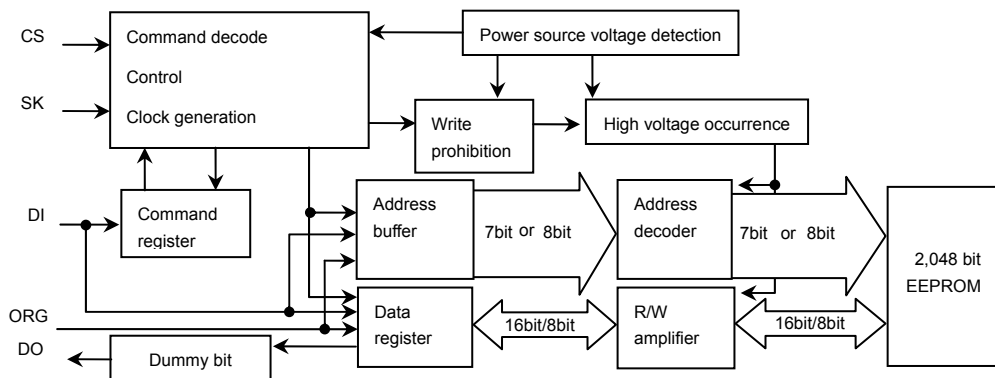 CS
SK
DI
ORG
DO
Command decode
Control
Clock generation
Power source voltage detection
Write
prohibition
High voltage occurrence
Command
register
Address
buffer
7bit or 8bit
Address
decoder
7bit or 8bit
2,048 bit
EEPROM
Data
register
16bit/8bit
R/W
amplifier
16bit/8bit
Dummy bit